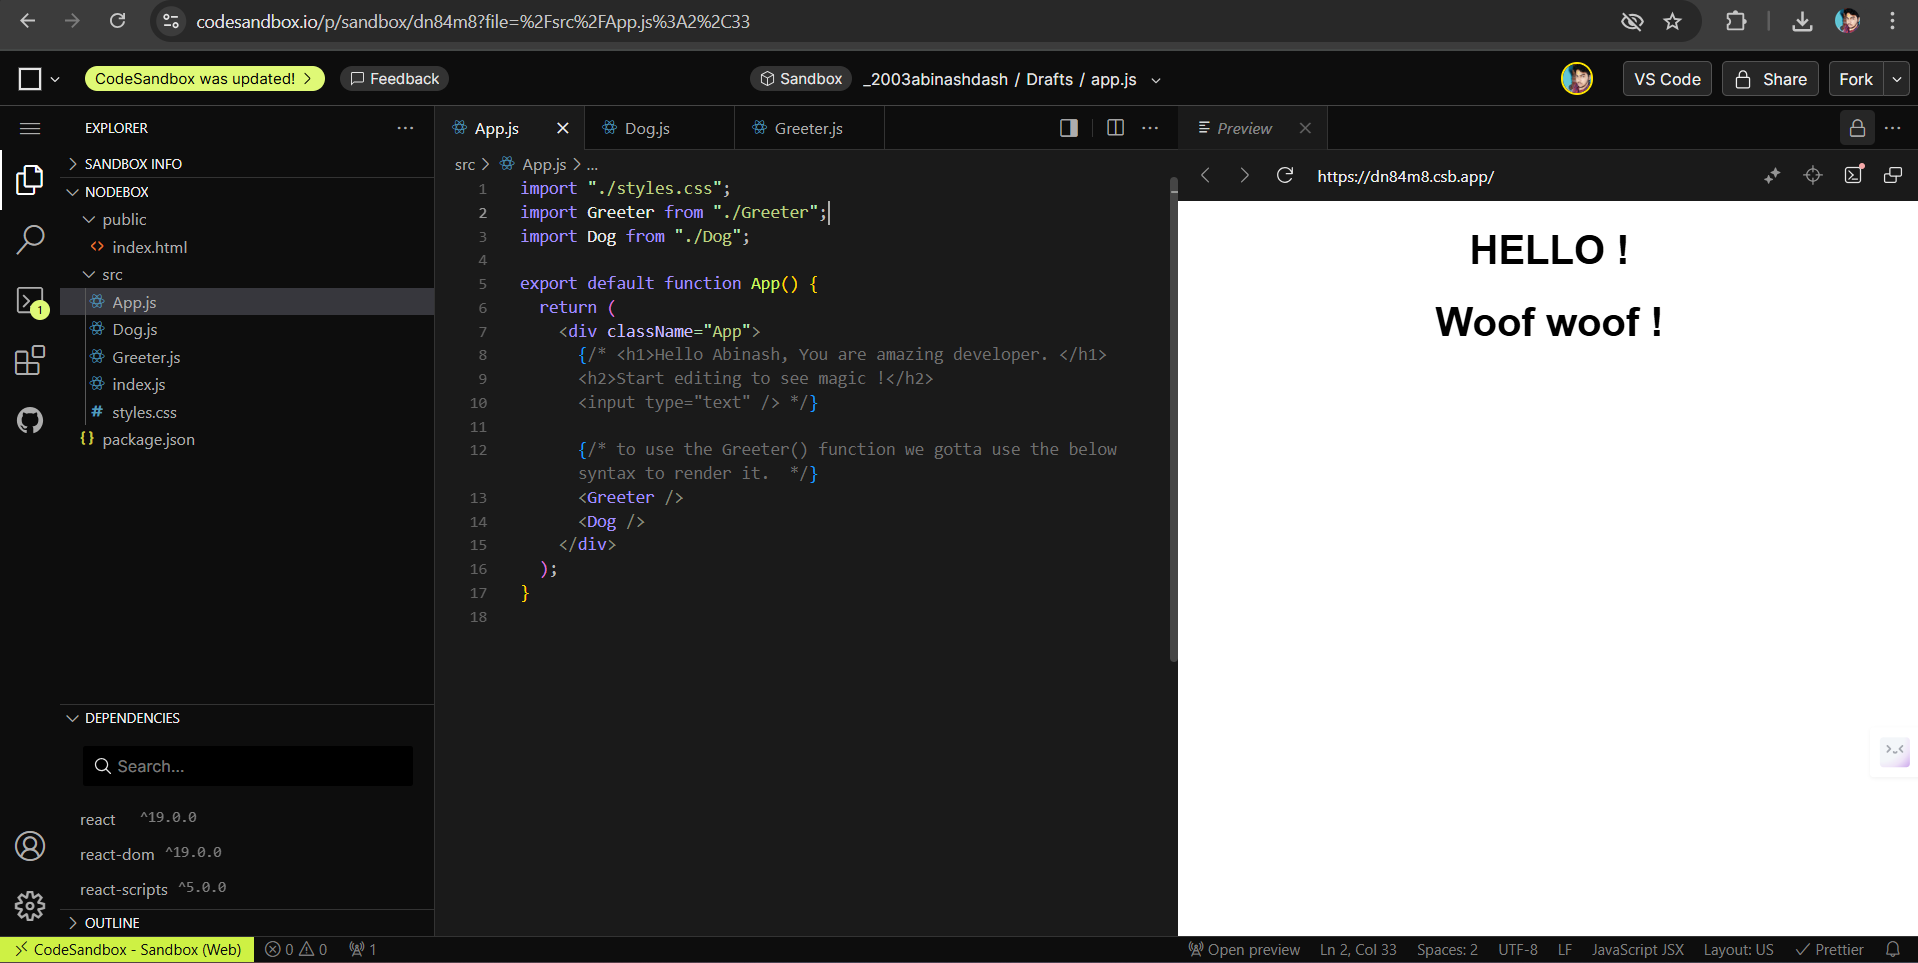 codesandbox.io/p/sandbox/dn84m8?file=%2Fsrc%2FApp.js%3A2%2C33
CodeSandbox was updated!
Feedback
Sandbox
_2003abinashdash / Drafts / app.js
VS Code
Share
Fork
EXPLORER
SANDBOX INFO
NODEBOX
public
<> index.html
src
App.js
Dog.js
Greeter.js
index.js
# styles.css
{} package.json
1
DEPENDENCIES
Search...
react ^19.0.0
react-dom ^19.0.0
react-scripts ^5.0.0
OUTLINE
App.js
Dog.js
Greeter.js
src > App.js > ...
1 import "./styles.css";
2 import Greeter from "./Greeter";
3 import Dog from "./Dog";
4
5 export default function App() {
6 return (
7 <div className="App">
8 {/* <h1>Hello Abinash, You are amazing developer. </h1>
9 <h2>Start editing to see magic !</h2>
10 <input type="text" /> */}
11
12 {/* to use the Greeter() function we gotta use the below
syntax to render it.  */}
13 <Greeter />
14 <Dog />
15 </div>
16 );
17 }
18
Preview
https://dn84m8.csb.app/
HELLO !
Woof woof !
CodeSandbox - Sandbox (Web)
0 0
1
Open preview
Ln 2, Col 33
Spaces: 2
UTF-8
LF
JavaScript JSX
Layout: US
Prettier